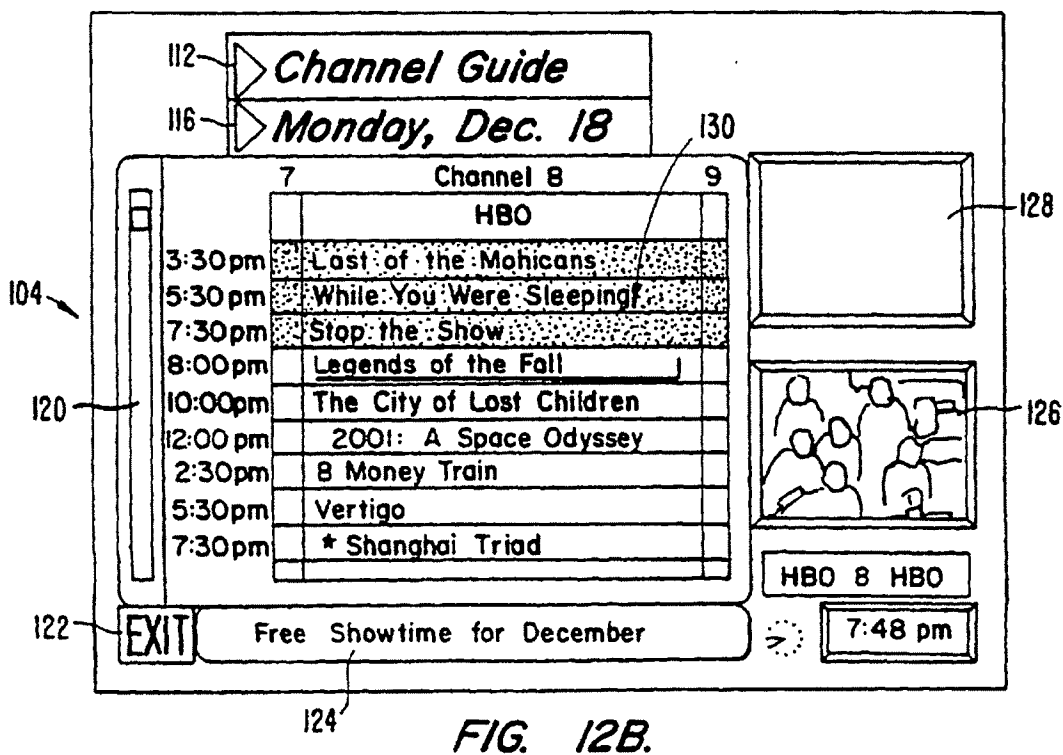 112 Channel Guide
116 Monday, Dec. 18
130
7 Channel 8 9
HBO
128
3:30pm Last of the Mohicans
104
5:30pm While You Were Sleeping
7:30pm Stop the Show
8:00pm Legends of the Fall
120
10:00pm The City of Lost Children
126
12:00 pm 2001: A Space Odyssey
2:30pm 8 Money Train
5:30pm Vertigo
7:30pm * Shanghai Triad
HBO 8 HBO
122 EXIT Free Showtime for December 7:48 pm
124
FIG. 12B.